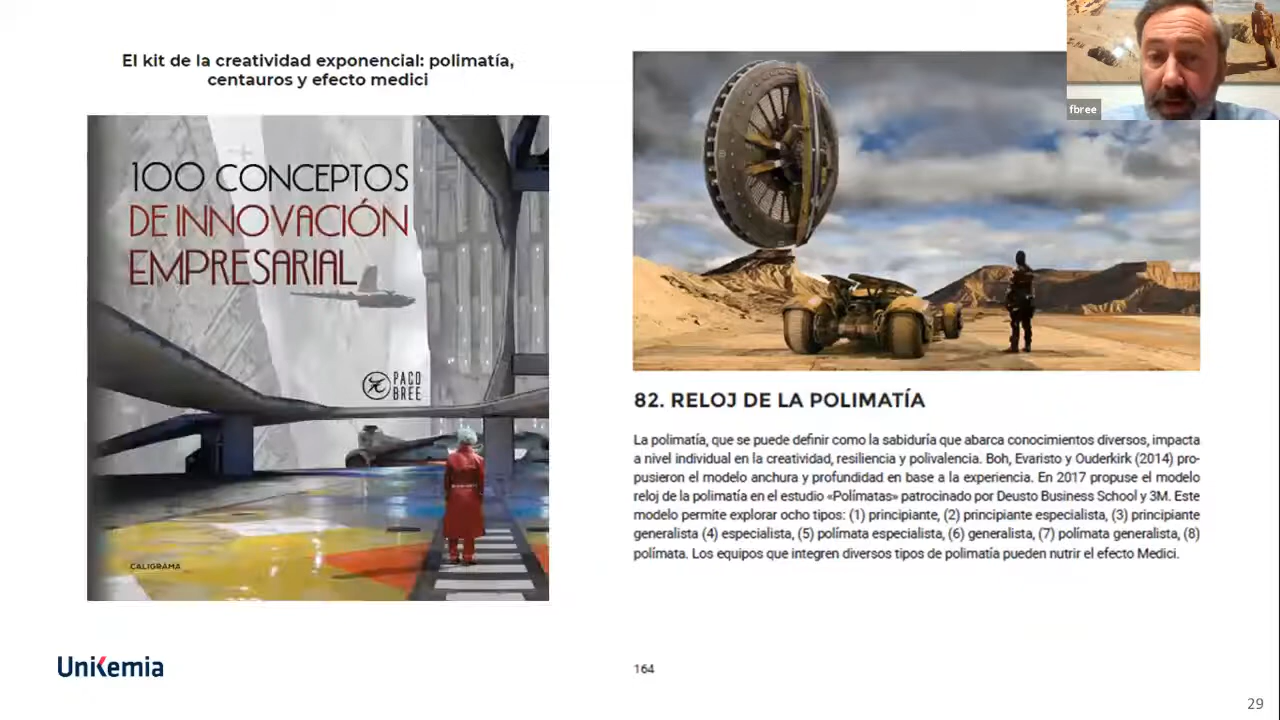 El kit de la creatividad exponencial: polimatía,
centauros y efecto medici
100 CONCEPTOS
DE INNOVACIÓN
EMPRESARIAL
PACO
BREE
CALIGRAMA
UniKemia
fbree
82. RELOJ DE LA POLIMATÍA
La polimatía, que se puede definir como la sabiduría que abarca conocimientos diversos, impacta
a nivel individual en la creatividad, resiliencia y polivalencia. Boh, Evaristo y Ouderkirk (2014) pro-
pusieron el modelo anchura y profundidad en base a la experiencia. En 2017 propuse el modelo
reloj de la polimatía en el estudio «Polímatas» patrocinado por Deusto Business School y 3M. Este
modelo permite explorar ocho tipos: (1) principiante, (2) principiante especialista, (3) principiante
generalista (4) especialista, (5) polímata especialista, (6) generalista, (7) polímata generalista, (8)
polímata. Los equipos que integren diversos tipos de polimatía pueden nutrir el efecto Medici.
164
29